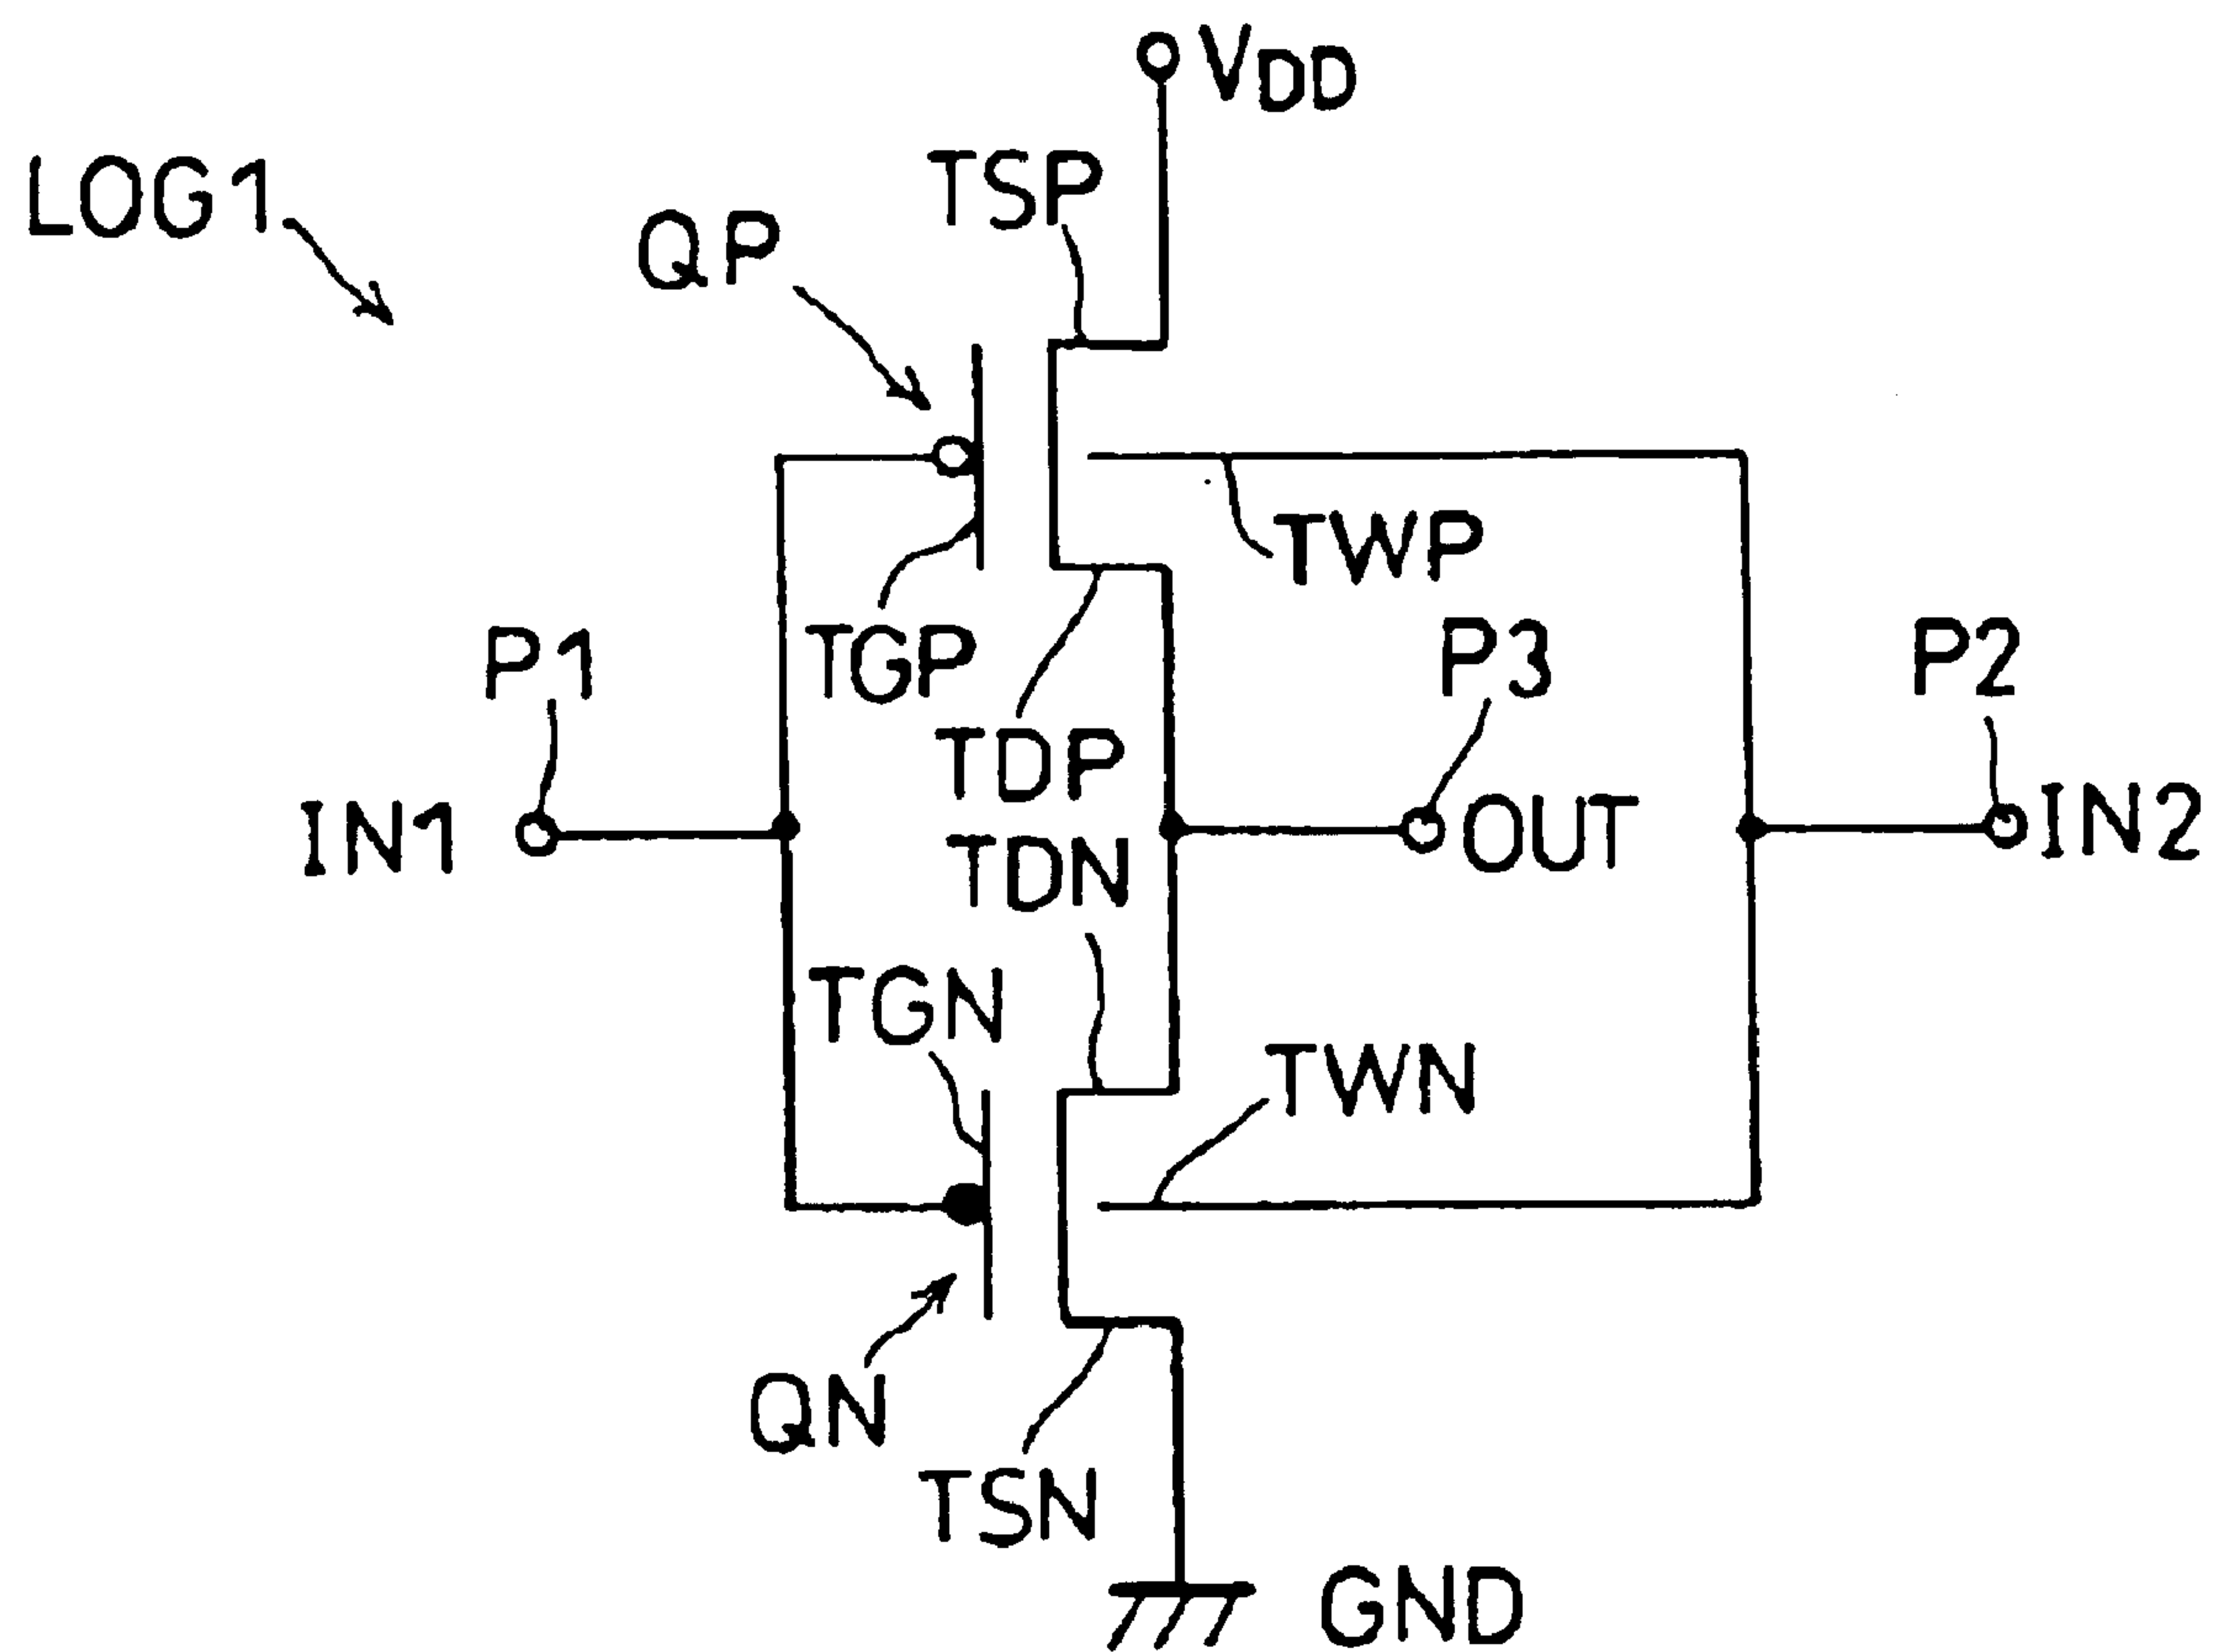 VDD
LOG1
TSP
QP
TWP
P1
TGP
P3
P2
TDP
IN1
OUT
IN2
TDN
TGN
TWN
QN
TSN
GND